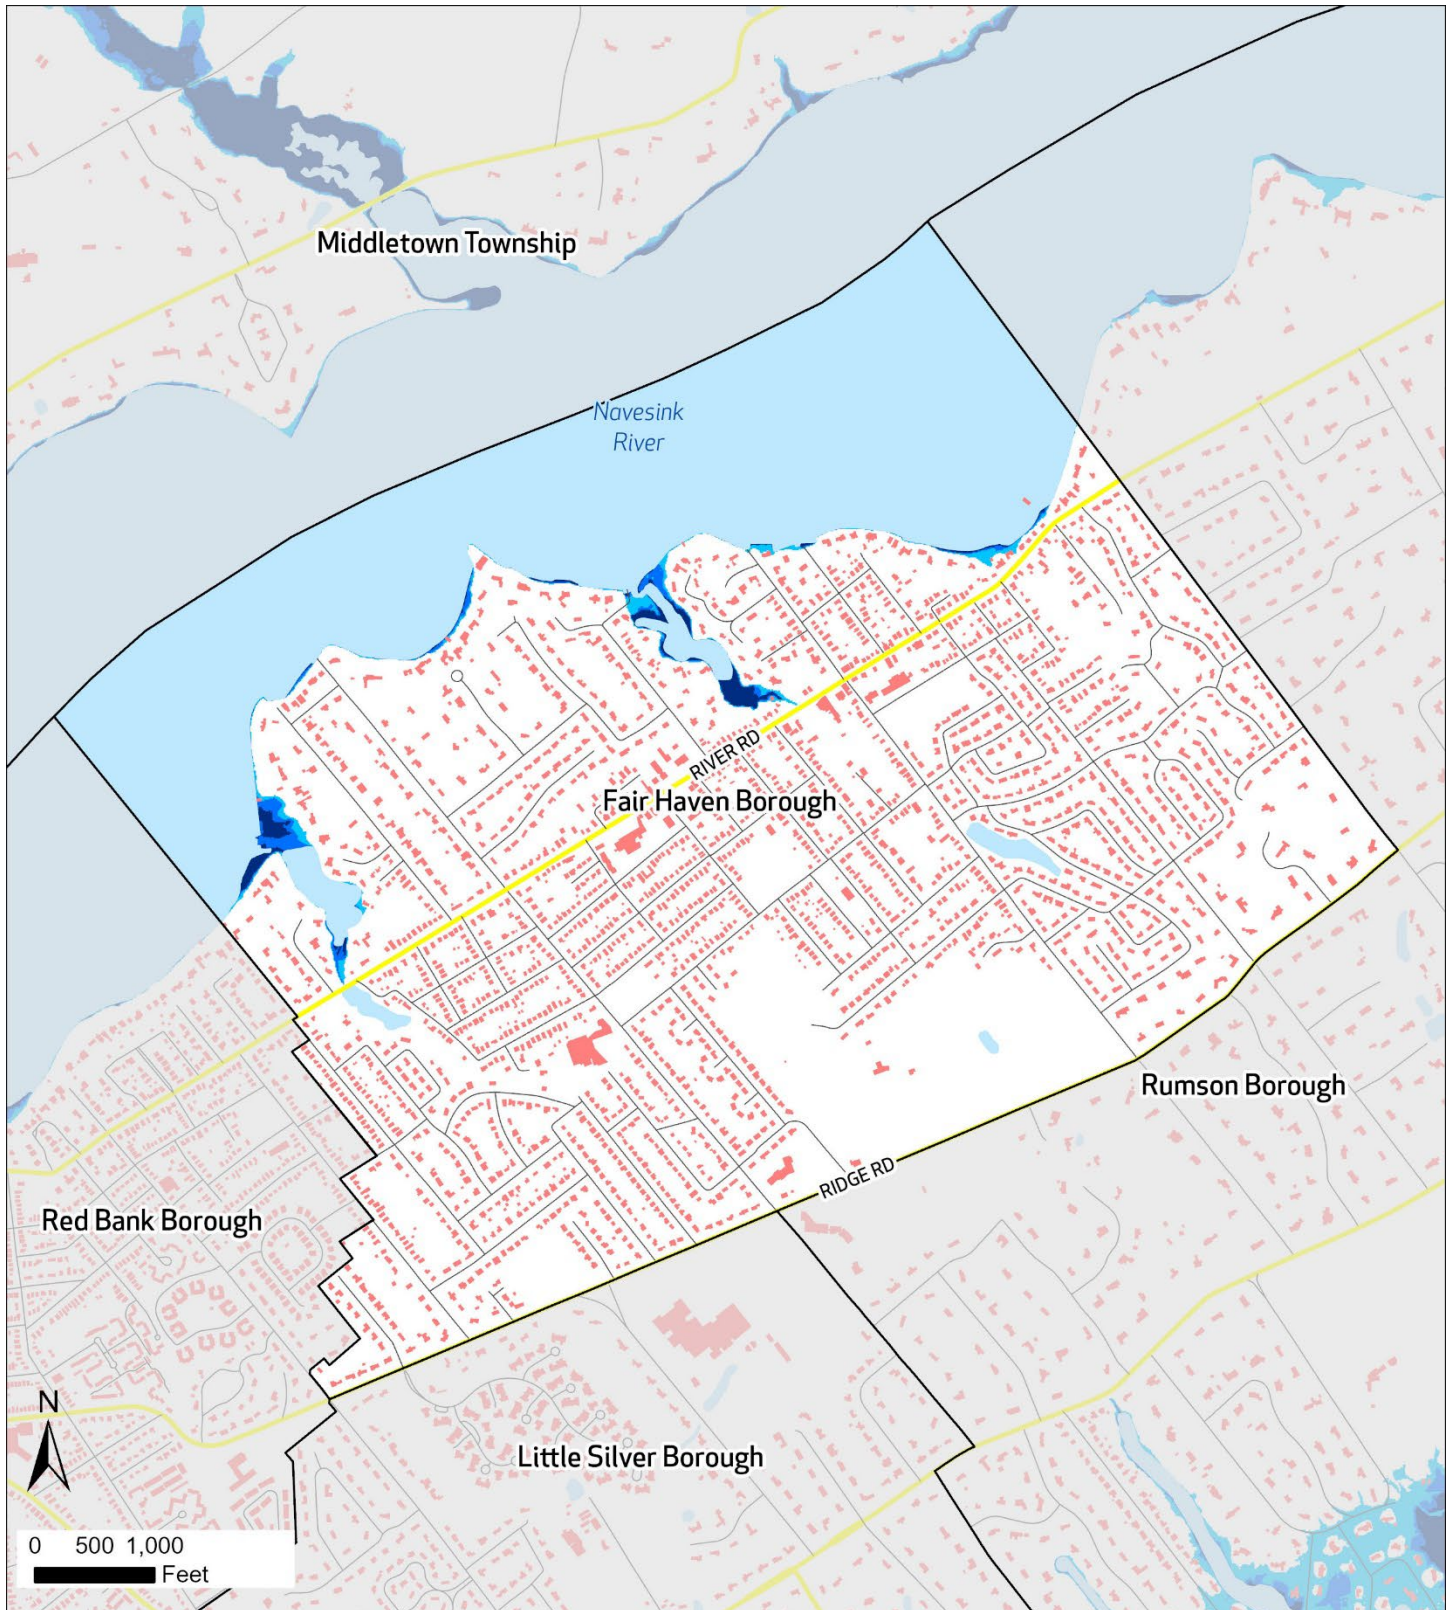 Middletown Township
Navesink
River
RIVER RD
Fair Haven Borough
Rumson Borough
RIDGE RD
Red Bank Borough
N
Little Silver Borough
0 500 1,000
Feet